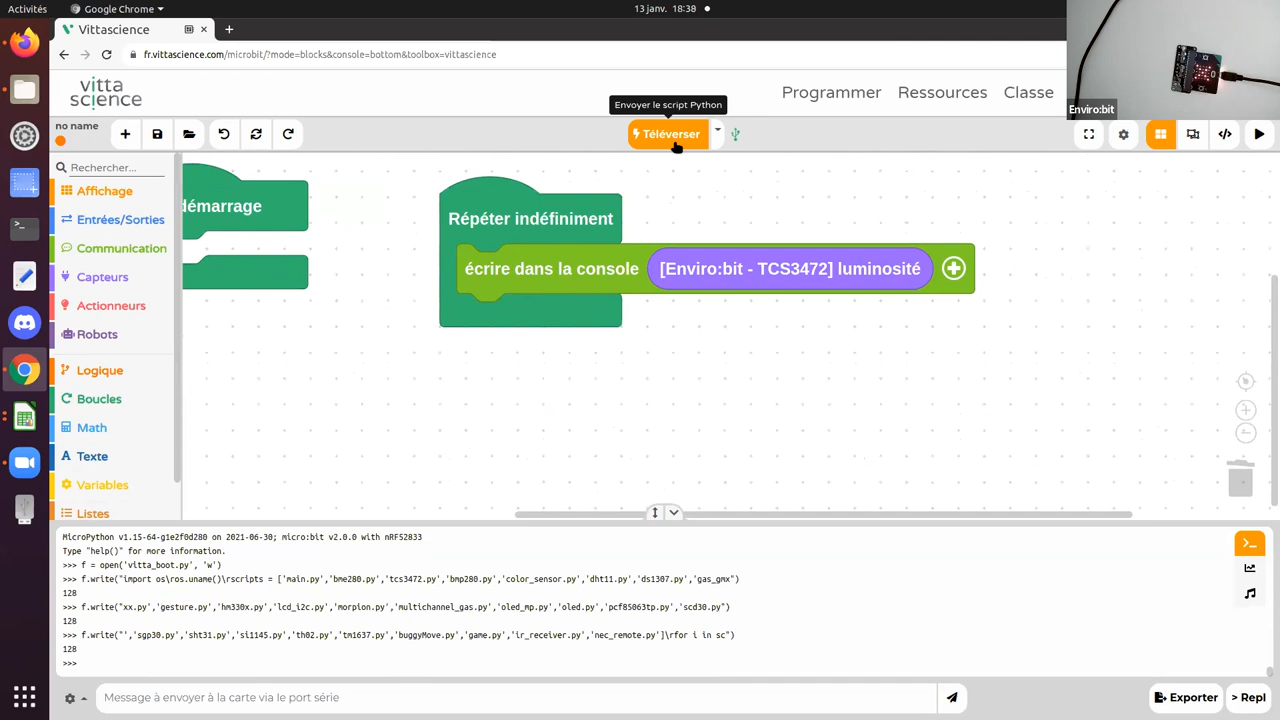 Activités
Google Chrome
13 janv. 18:38
Vittascience
fr.vittascience.com/microbit/?mode=blocks&console=bottom&toolbox=vittascience
vitta
science
Programmer
Ressources
Classe
Enviro:bit
Envoyer le script Python
no name
Téléverser
Rechercher...
Affichage
Entrées/Sorties
Communication
Capteurs
Actionneurs
Robots
Logique
Boucles
Math
Texte
Variables
Listes
démarrage
Répéter indéfiniment
écrire dans la console [Enviro:bit - TCS3472] luminosité
MicroPython v1.15-64-g1e2f0d280 on 2021-06-30; micro:bit v2.0.0 with nRF52833
Type "help()" for more information.
>>> f = open('vitta_boot.py', 'w')
>>> f.write("import os\ros.uname()\rscripts = ['main.py','bme280.py','tcs3472.py','bmp280.py','color_sensor.py','dht11.py','ds1307.py','gas_gmx")
128
>>> f.write("xx.py','gesture.py','hm330x.py','lcd_i2c.py','morpion.py','multichannel_gas.py','oled_mp.py','oled.py','pcf85063tp.py','scd30.py")
128
>>> f.write("','sgp30.py','sht31.py','si1145.py','th02.py','tm1637.py','buggyMove.py','game.py','ir_receiver.py','nec_remote.py']\rfor i in sc")
128
>>>
Message à envoyer à la carte via le port série
Exporter
> Repl